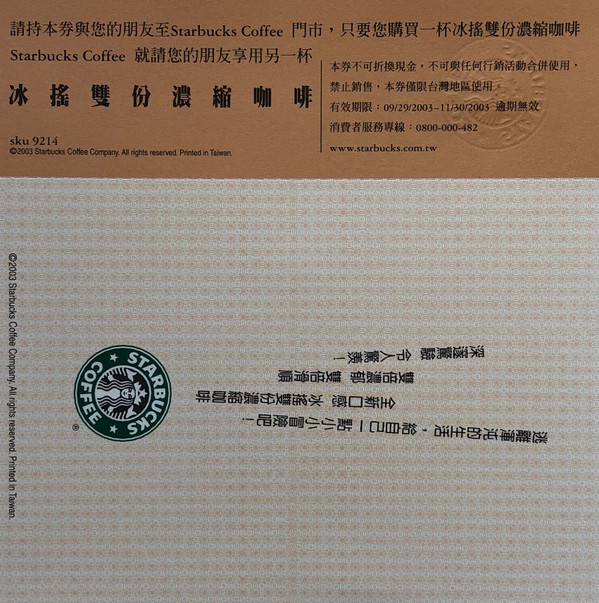 請持本券與您的朋友至Starbucks Coffee 門市，只要您購買一杯冰搖雙份濃縮咖啡
Starbucks Coffee 就請您的朋友享用另一杯
冰搖雙份濃縮咖啡
sku 9214
©2003 Starbucks Coffee Company. All rights reserved. Printed in Taiwan.
本券不可折換現金，不可與任何行銷活動合併使用，
禁止銷售，本券僅限台灣地區使用。
有效期限：09/29/2003-11/30/2003 逾期無效
消費者服務專線：0800-000-482
www.starbucks.com.tw
©2003 Starbucks Coffee Company. All rights reserved. Printed in Taiwan.
STARBUCKS
COFFEE
®
逃離渾沌的生活，給自己一點小小冒險吧！
全新口感 冰搖雙份濃縮咖啡
雙倍濃郁 雙倍滑順
深邃驚豔 令人驚羨！